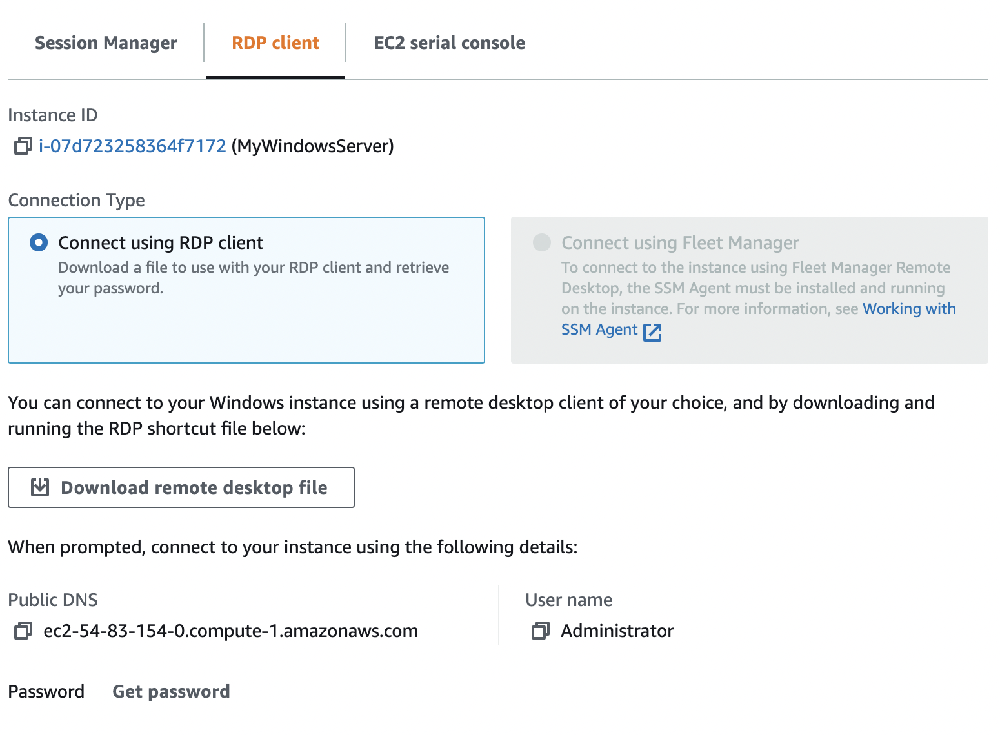 Session Manager
RDP client
EC2 serial console
Instance ID
i-07d723258364f7172 (MyWindowsServer)
Connection Type
Connect using RDP client
Download a file to use with your RDP client and retrieve
your password.
Connect using Fleet Manager
To connect to the instance using Fleet Manager Remote
Desktop, the SSM Agent must be installed and running
on the instance. For more information, see Working with
SSM Agent
You can connect to your Windows instance using a remote desktop client of your choice, and by downloading and
running the RDP shortcut file below:
Download remote desktop file
When prompted, connect to your instance using the following details:
Public DNS
ec2-54-83-154-0.compute-1.amazonaws.com
User name
Administrator
Password
Get password